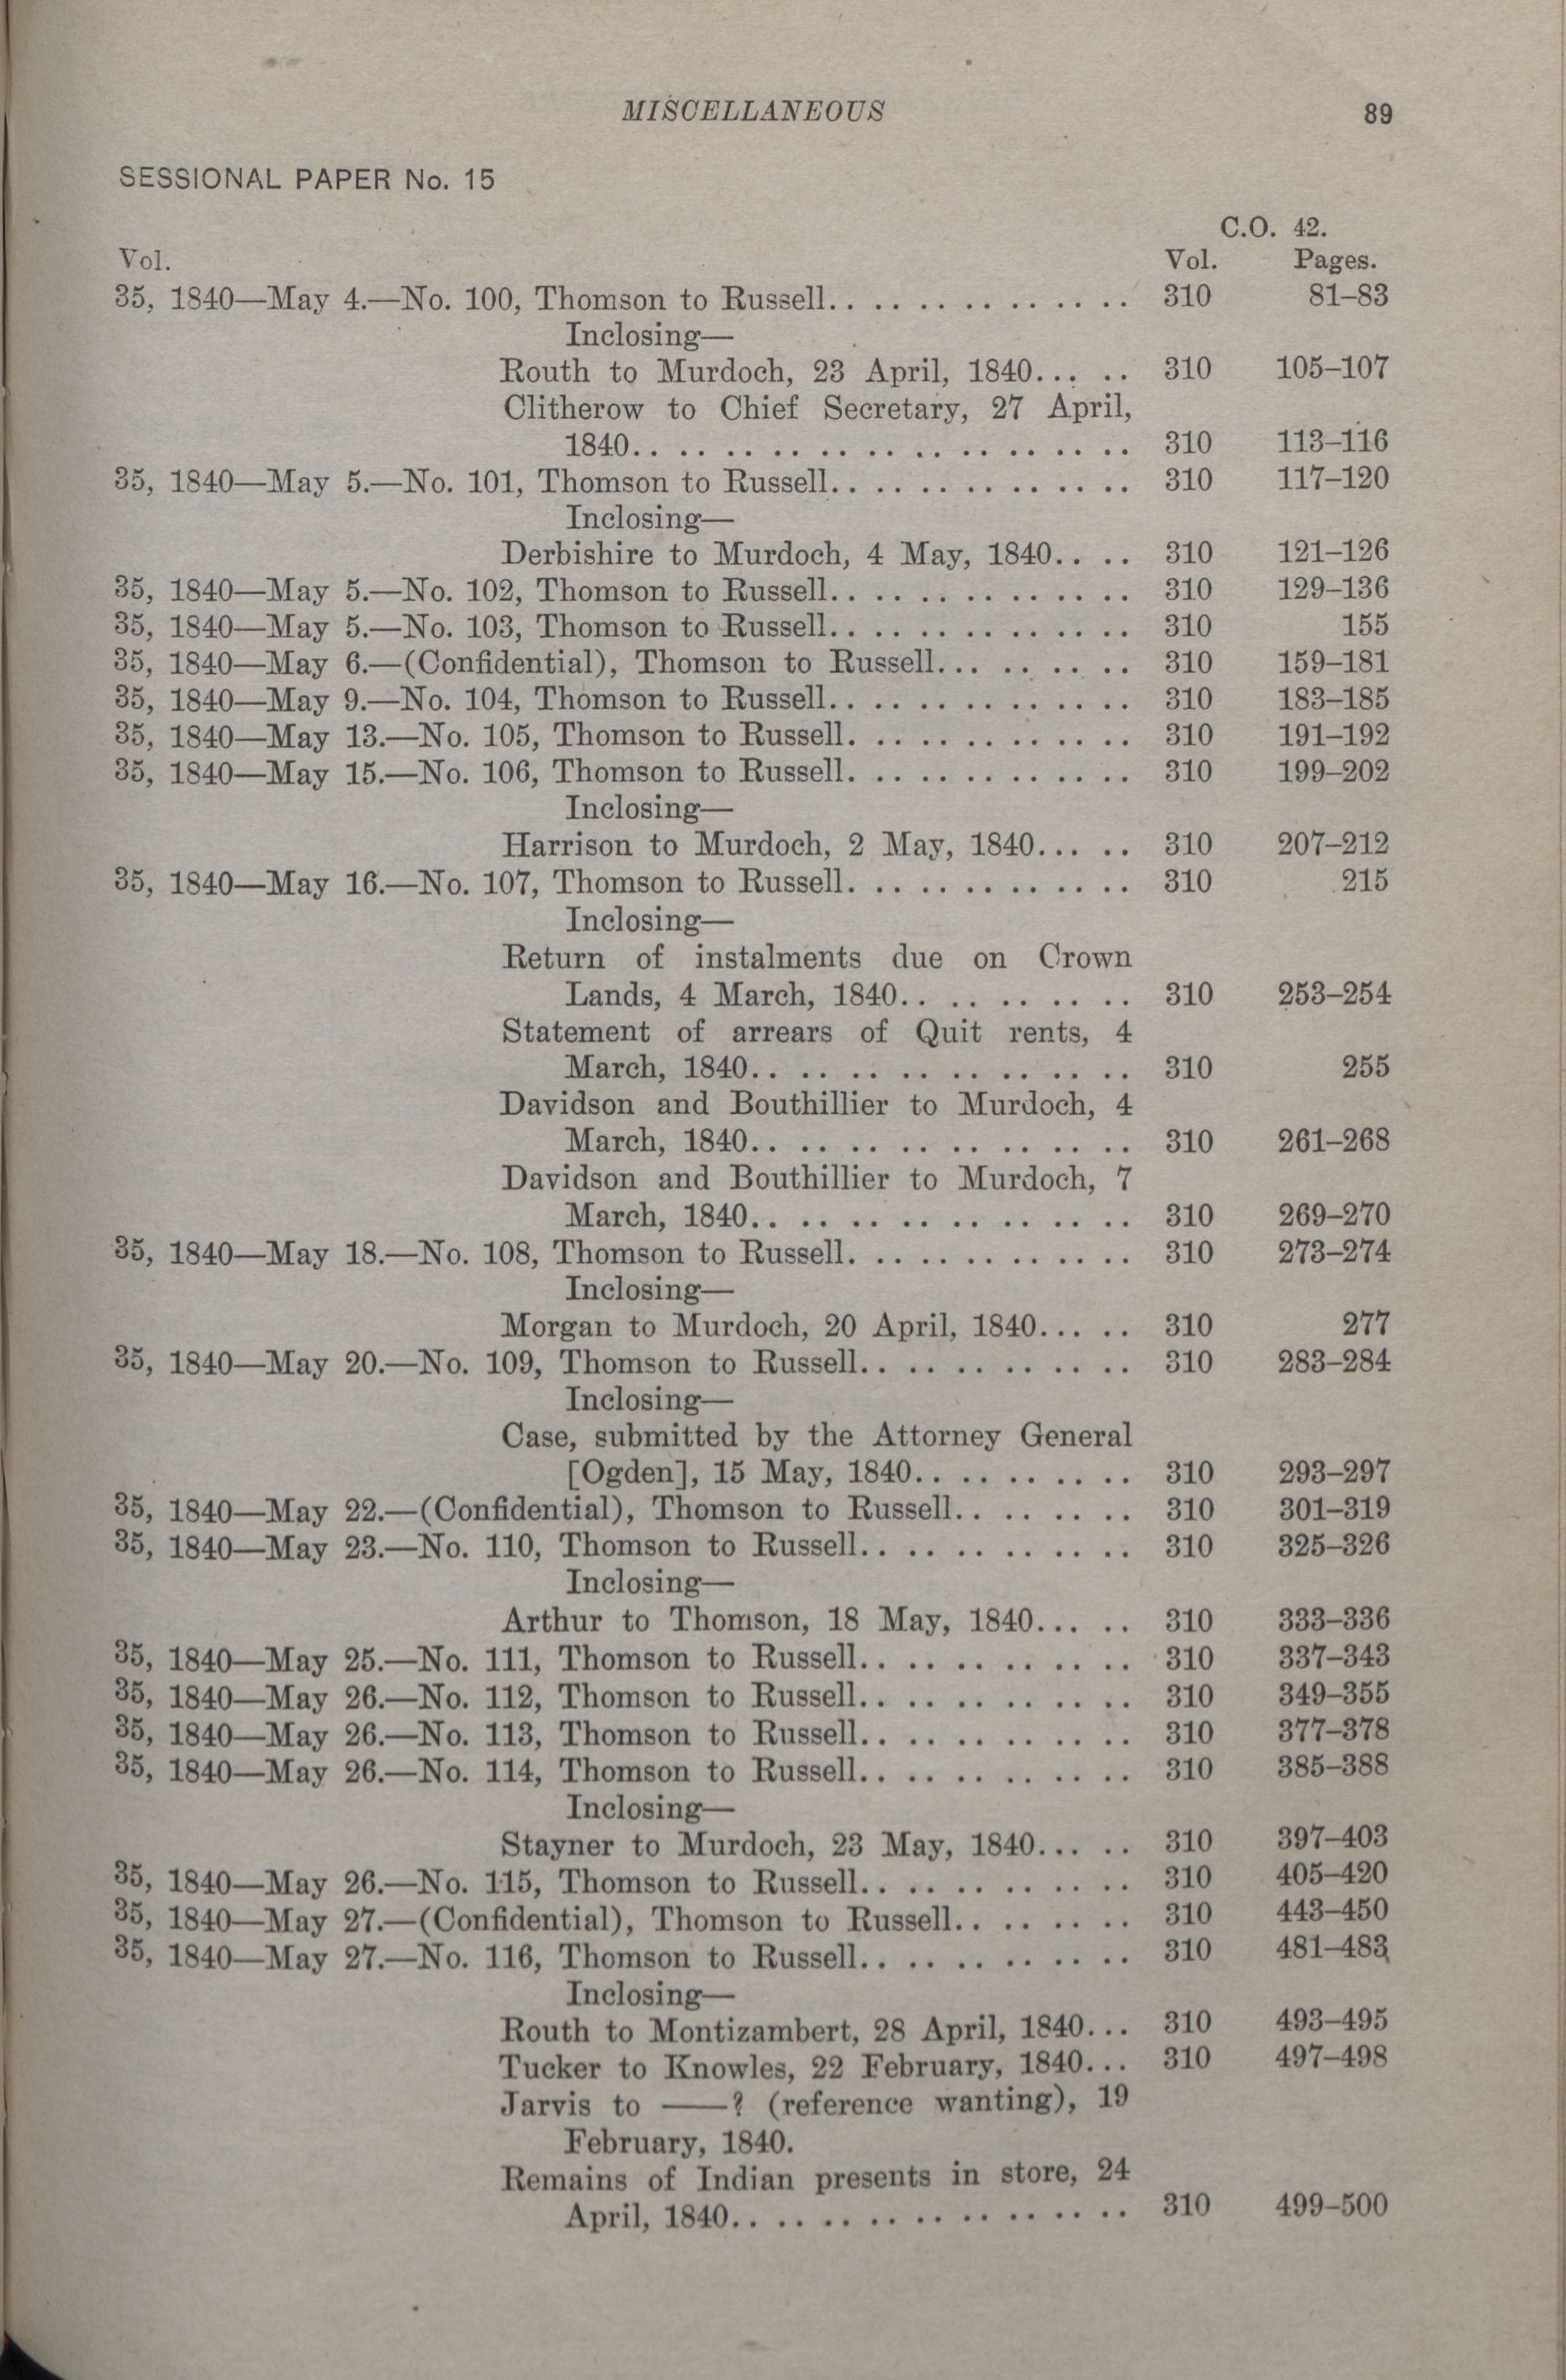 MISCELLANEOUS 89
SESSIONAL PAPER No. 15
C.O. 42.
Vol. Vol. Pages.
35, 1840—May 4.—No. 100, Thomson to Russell.. .. .. .. .. .. .. 310 81–83
Inclosing—
Routh to Murdoch, 23 April, 1840... .. 310 105–107
Clitherow to Chief Secretary, 27 April,
1840.. .. .. .. .. .. .. .. .. .. .. 310 113–116
35, 1840—May 5.—No. 101, Thomson to Russell.. .. .. .. .. .. .. 310 117–120
Inclosing—
Derbishire to Murdoch, 4 May, 1840.. .. 310 121–126
35, 1840—May 5.—No. 102, Thomson to Russell.. .. .. .. .. .. .. 310 129–136
35, 1840—May 5.—No. 103, Thomson to Russell.. .. .. .. .. .. .. 310 155
35, 1840—May 6.—(Confidential), Thomson to Russell... .. .. .. .. 310 159–181
35, 1840—May 9.—No. 104, Thomson to Russell.. .. .. .. .. .. .. 310 183–185
35, 1840—May 13.—No. 105, Thomson to Russell. .. .. .. .. .. .. 310 191–192
35, 1840—May 15.—No. 106, Thomson to Russell. .. .. .. .. .. .. 310 199–202
Inclosing—
Harrison to Murdoch, 2 May, 1840... .. 310 207–212
35, 1840—May 16.—No. 107, Thomson to Russell. .. .. .. .. .. .. 310 215
Inclosing—
Return of instalments due on Crown
Lands, 4 March, 1840.. .. .. .. .. 310 253–254
Statement of arrears of Quit rents, 4
March, 1840.. .. .. .. .. .. .. .. 310 255
Davidson and Bouthillier to Murdoch, 4
March, 1840.. .. .. .. .. .. .. .. 310 261–268
Davidson and Bouthillier to Murdoch, 7
March, 1840.. .. .. .. .. .. .. .. 310 269–270
35, 1840—May 18.—No. 108, Thomson to Russell. .. .. .. .. .. .. 310 273–274
Inclosing—
Morgan to Murdoch, 20 April, 1840... .. 310 277
35, 1840—May 20.—No. 109, Thomson to Russell.. .. .. .. .. .. 310 283–284
Inclosing—
Case, submitted by the Attorney General
[Ogden], 15 May, 1840.. .. .. .. .. 310 293–297
35, 1840—May 22.—(Confidential), Thomson to Russell.. .. .. .. 310 301–319
35, 1840—May 23.—No. 110, Thomson to Russell.. .. .. .. .. .. 310 325–326
Inclosing—
Arthur to Thomson, 18 May, 1840... .. 310 333–336
35, 1840—May 25.—No. 111, Thomson to Russell.. .. .. .. .. .. 310 337–343
35, 1840—May 26.—No. 112, Thomson to Russell.. .. .. .. .. .. 310 349–355
35, 1840—May 26.—No. 113, Thomson to Russell.. .. .. .. .. .. 310 377–378
35, 1840—May 26.—No. 114, Thomson to Russell.. .. .. .. .. .. 310 385–388
Inclosing—
Stayner to Murdoch, 23 May, 1840... .. 310 397–403
35, 1840—May 26.—No. 115, Thomson to Russell.. .. .. .. .. .. 310 405–420
35, 1840—May 27.—(Confidential), Thomson to Russell.. .. .. .. 310 443–450
35, 1840—May 27.—No. 116, Thomson to Russell.. .. .. .. .. .. 310 481–483
Inclosing—
Routh to Montizambert, 28 April, 1840... 310 493–495
Tucker to Knowles, 22 February, 1840... 310 497–498
Jarvis to ——? (reference wanting), 19
February, 1840.
Remains of Indian presents in store, 24
April, 1840.. .. .. .. .. .. .. .. .. 310 499–500